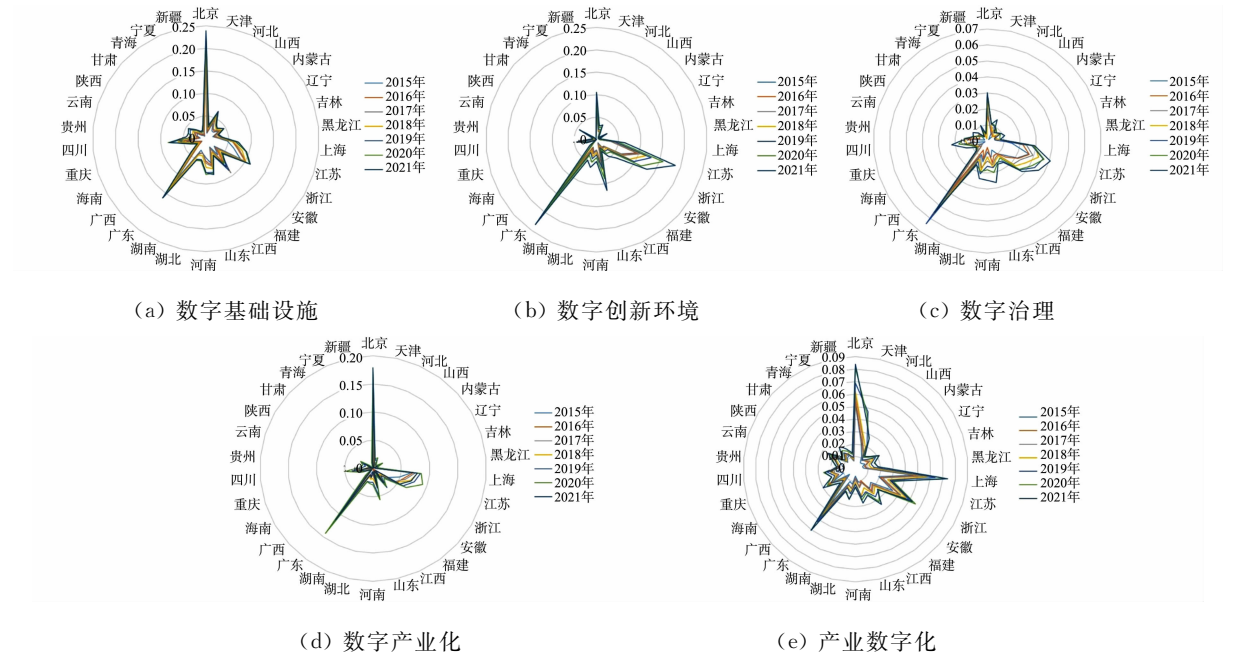 北京
天津
河北
山西
内蒙古
辽宁
吉林
黑龙江
上海
江苏
浙江
安徽
福建
江西
山东
河南
湖北
湖南
广东
广西
海南
重庆
四川
贵州
云南
陕西
甘肃
青海
宁夏
新疆
0.25
0.20
0.15
0.10
0.05
0
2015年
2016年
2017年
2018年
2019年
2020年
2021年
(a) 数字基础设施
北京
天津
河北
山西
内蒙古
辽宁
吉林
黑龙江
上海
江苏
浙江
安徽
福建
江西
山东
河南
湖北
湖南
广东
广西
海南
重庆
四川
贵州
云南
陕西
甘肃
青海
宁夏
新疆
0.25
0.20
0.15
0.10
0.05
0
2015年
2016年
2017年
2018年
2019年
2020年
2021年
(b) 数字创新环境
北京
天津
河北
山西
内蒙古
辽宁
吉林
黑龙江
上海
江苏
浙江
安徽
福建
江西
山东
河南
湖北
湖南
广东
广西
海南
重庆
四川
贵州
云南
陕西
甘肃
青海
宁夏
新疆
0.07
0.06
0.05
0.04
0.03
0.02
0.01
0
2015年
2016年
2017年
2018年
2019年
2020年
2021年
(c) 数字治理
北京
天津
河北
山西
内蒙古
辽宁
吉林
黑龙江
上海
江苏
浙江
安徽
福建
江西
山东
河南
湖北
湖南
广东
广西
海南
重庆
四川
贵州
云南
陕西
甘肃
青海
宁夏
新疆
0.20
0.15
0.10
0.05
0
2015年
2016年
2017年
2018年
2019年
2020年
2021年
(d) 数字产业化
北京
天津
河北
山西
内蒙古
辽宁
吉林
黑龙江
上海
江苏
浙江
安徽
福建
江西
山东
河南
湖北
湖南
广东
广西
海南
重庆
四川
贵州
云南
陕西
甘肃
青海
宁夏
新疆
0.09
0.08
0.07
0.06
0.05
0.04
0.03
0.02
0.01
0
2015年
2016年
2017年
2018年
2019年
2020年
2021年
(e) 产业数字化